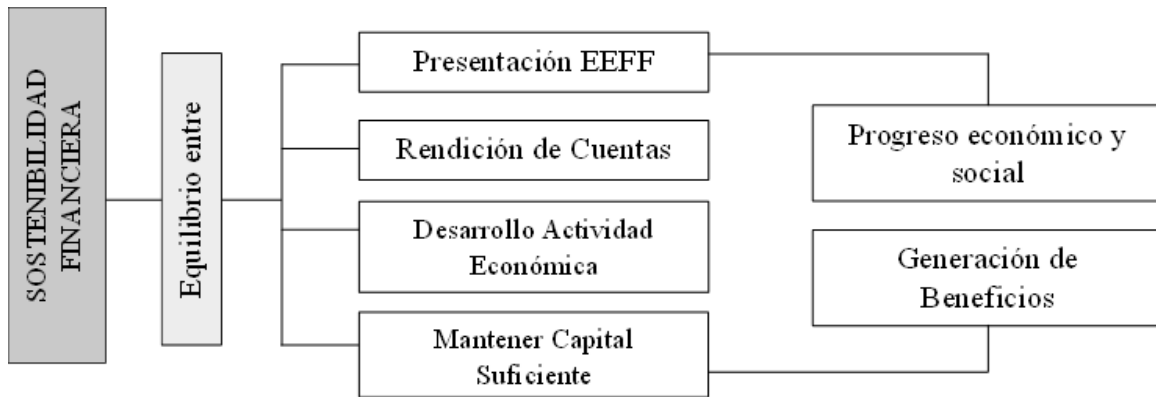 SOSTENIBILIDAD
FINANCIERA
Equilibrio entre
Presentación EEFF
Rendición de Cuentas
Desarrollo Actividad
Económica
Mantener Capital
Suficiente
Progreso económico y
social
Generación de
Beneficios